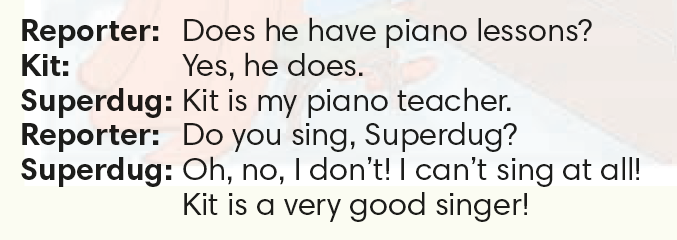 Reporter: Does he have piano lessons?
Kit: Yes, he does.
Superdug: Kit is my piano teacher.
Reporter: Do you sing, Superdug?
Superdug: Oh, no, I don't! I can't sing at all!
Kit is a very good singer!